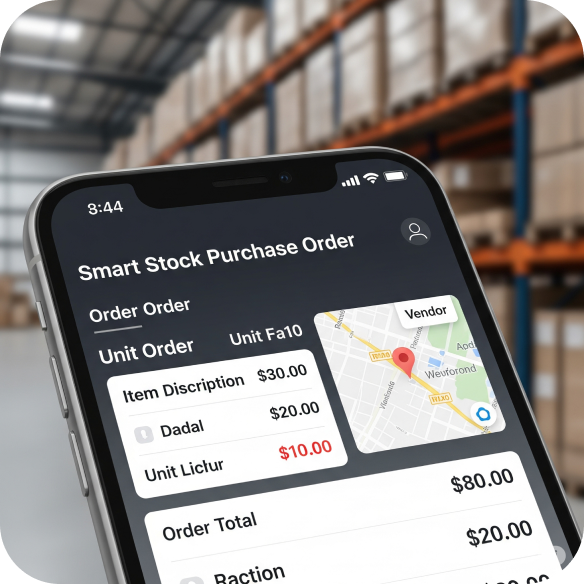 8:44
Smart Stock Purchase Order
Order Order
Unit Order
Unit Fa10
Item Discription $30.00
Dadal $20.00
Unit Liclur $10.00
Vendor
Weuforond
Order Total $80.00
Raction $20.00